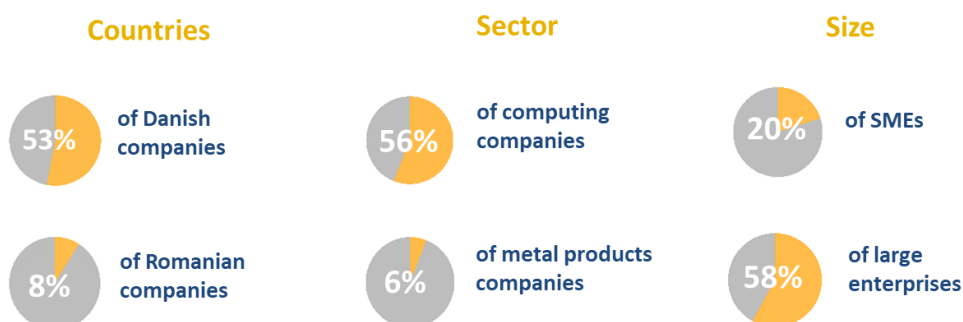 Countries
Sector
Size
53%
of Danish
companies
56%
of computing
companies
20%
of SMEs
8%
of Romanian
companies
6%
of metal products
companies
58%
of large
enterprises